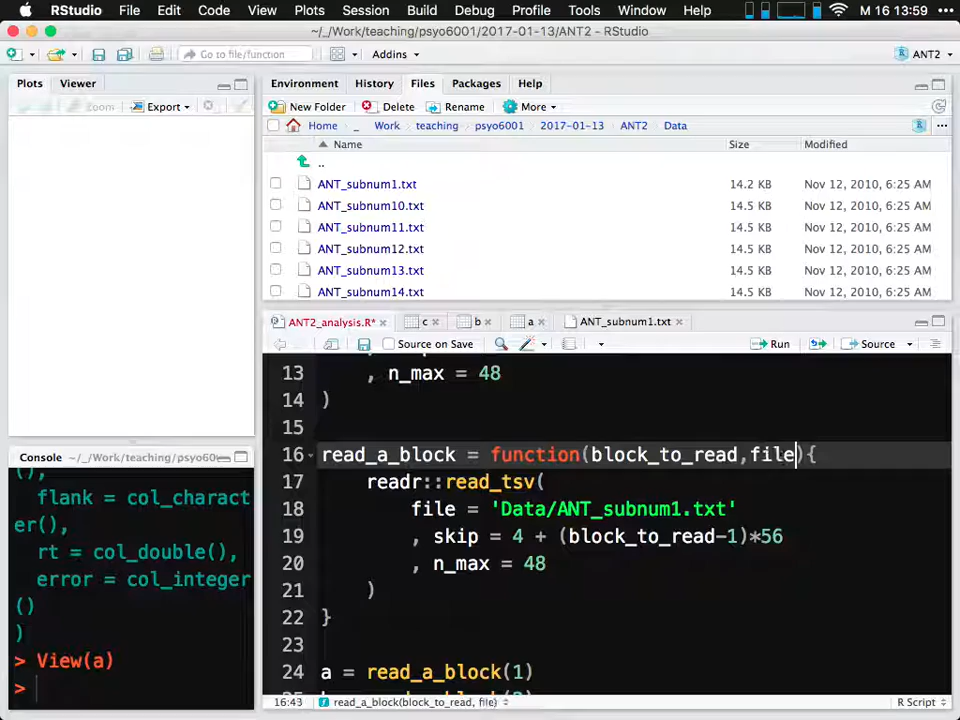 RStudio File Edit Code View Plots Session Build Debug Profile Tools Window Help M 16 13:59
~/_/Work/teaching/psyo6001/2017-01-13/ANT2 - RStudio
Go to file/function Addins ANT2
Plots Viewer
Zoom Export
Environment History Files Packages Help
New Folder Delete Rename More
Home _ Work teaching psyo6001 2017-01-13 ANT2 Data
Name Size Modified
..
ANT_subnum1.txt 14.2 KB Nov 12, 2010, 6:25 AM
ANT_subnum10.txt 14.5 KB Nov 12, 2010, 6:25 AM
ANT_subnum11.txt 14.5 KB Nov 12, 2010, 6:25 AM
ANT_subnum12.txt 14.5 KB Nov 12, 2010, 6:25 AM
ANT_subnum13.txt 14.5 KB Nov 12, 2010, 6:25 AM
ANT_subnum14.txt 14.5 KB Nov 12, 2010, 6:25 AM
ANT2_analysis.R* c b a ANT_subnum1.txt
Source on Save Run Source
13 , n_max = 48
14 )
15
16 read_a_block = function(block_to_read,file){
17 readr::read_tsv(
18 file = 'Data/ANT_subnum1.txt'
19 , skip = 4 + (block_to_read-1)*56
20 , n_max = 48
21 )
22 }
23
24 a = read_a_block(1)
16:43 read_a_block(block_to_read, file) R Script
Console ~/_/Work/teaching/psyo60
(),
flank = col_charact
er(),
rt = col_double(),
error = col_integer
()
)
> View(a)
>